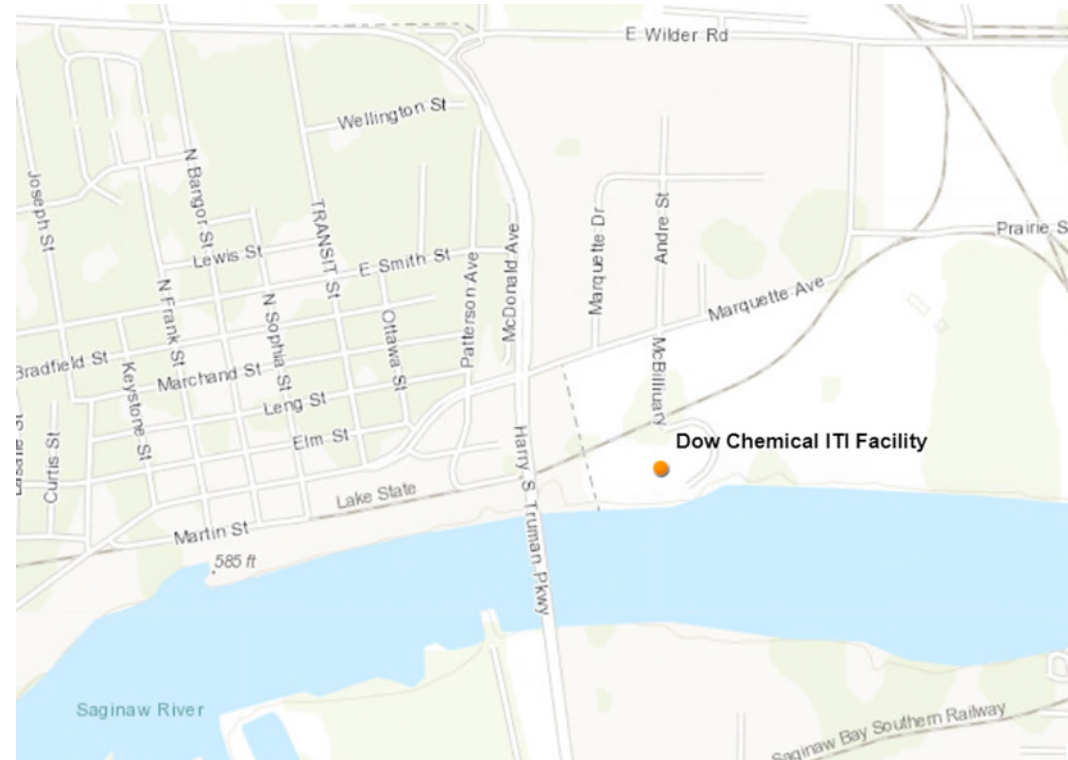 E Wilder Rd
Wellington St
Joseph St
N Bangor St
TRANSIT St
Marquette Dr
Andre St
Prairie S
Lewis St
E Smith St
McDonald Ave
Patterson Ave
N Frank St
N Sophia St
Ottawa St
Marquette Ave
Bradfield St
Keystone St
Marchand St
McBilliuary
Leng St
Elm St
Curtis St
Dow Chemical ITI Facility
Harry S Truman Pkwy
Lake State
Martin St
585 ft
Saginaw River
Saginaw Bay Southern Railway